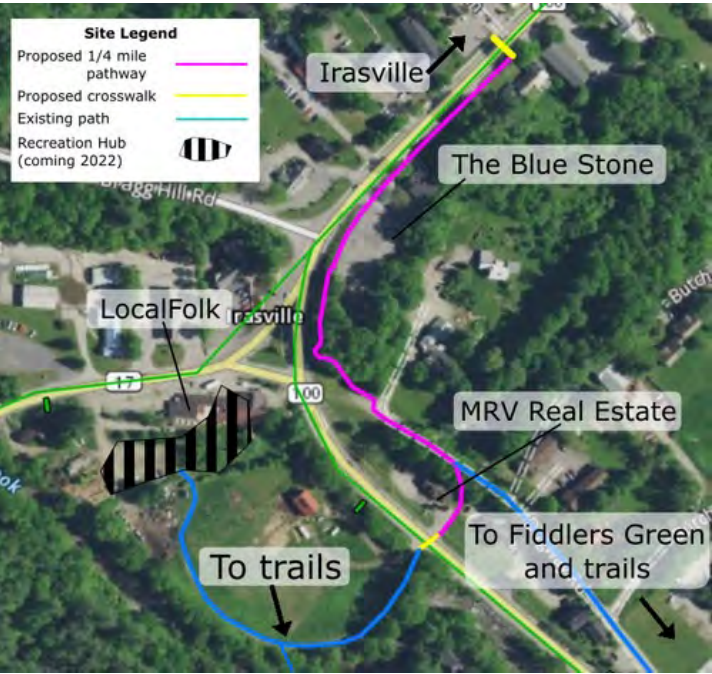 Site Legend
Proposed 1/4 mile
pathway
Proposed crosswalk
Existing path
Recreation Hub
(coming 2022)
Irasville
The Blue Stone
Bragg Hill Rd
LocalFolk
Irasville
17
100
MRV Real Estate
To Fiddlers Green
and trails
To trails